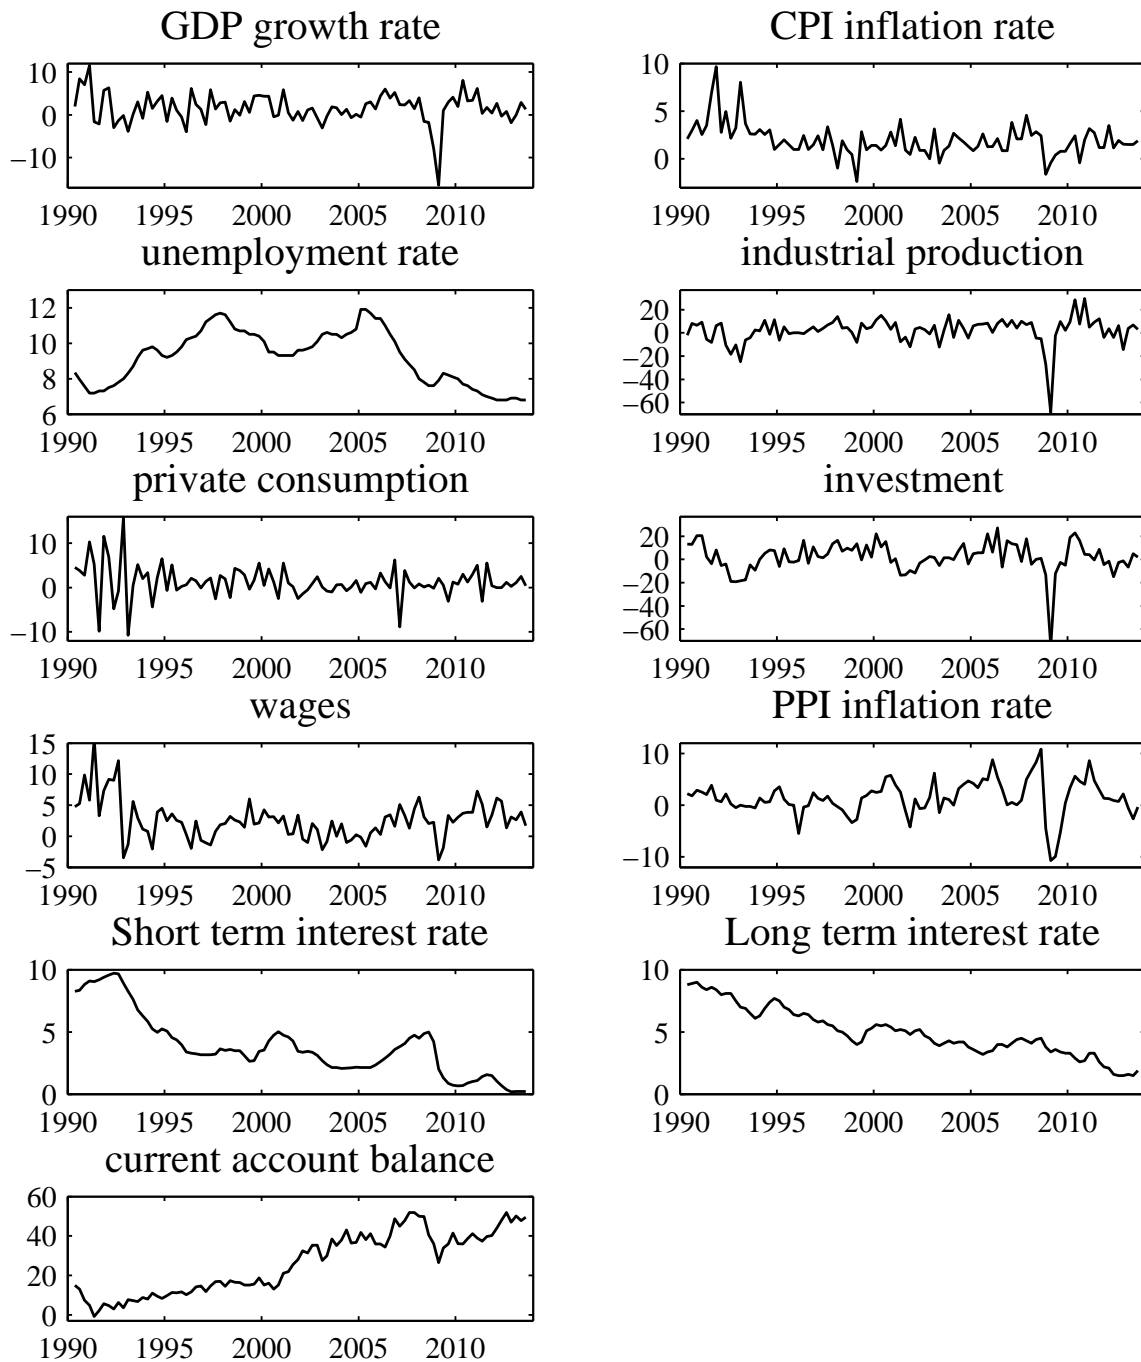 GDP growth rate
10
0
−10
1990 1995 2000 2005 2010
CPI inflation rate
10
5
0
1990 1995 2000 2005 2010
unemployment rate
12
10
8
6
1990 1995 2000 2005 2010
industrial production
20
0
−20
−40
−60
1990 1995 2000 2005 2010
private consumption
10
0
−10
1990 1995 2000 2005 2010
investment
20
0
−20
−40
−60
1990 1995 2000 2005 2010
wages
15
10
5
0
−5
1990 1995 2000 2005 2010
PPI inflation rate
10
0
−10
1990 1995 2000 2005 2010
Short term interest rate
10
5
0
1990 1995 2000 2005 2010
Long term interest rate
10
5
0
1990 1995 2000 2005 2010
current account balance
60
40
20
0
1990 1995 2000 2005 2010